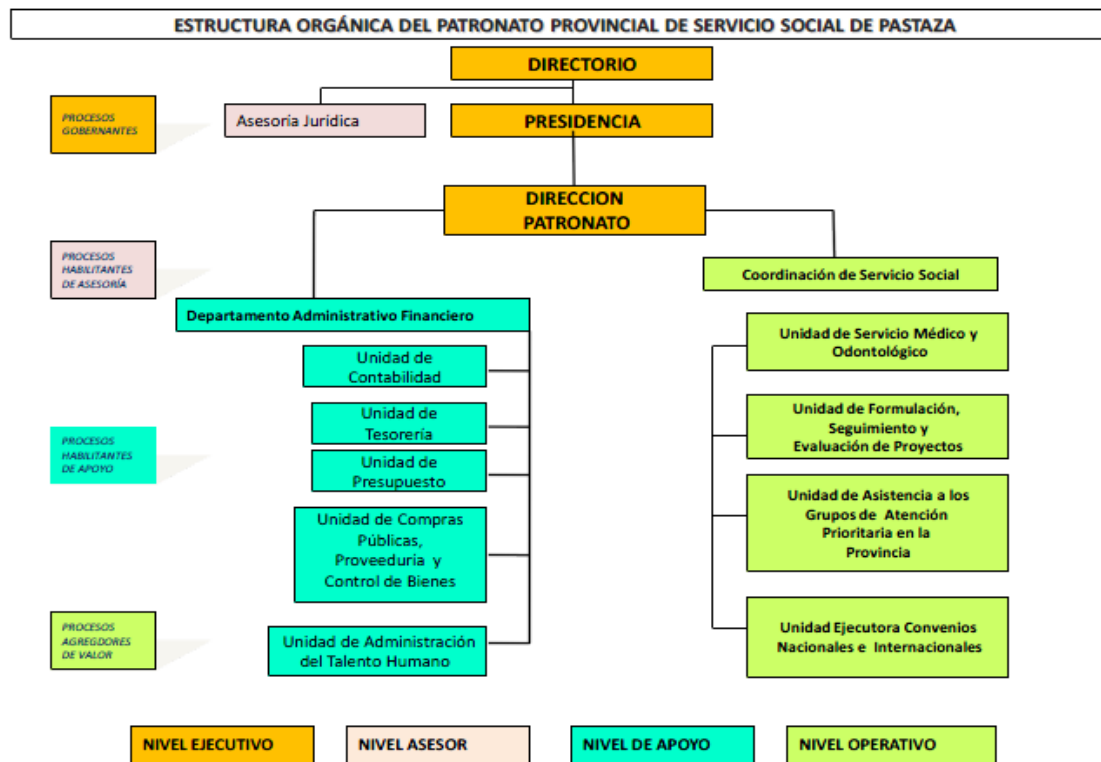 ESTRUCTURA ORGÁNICA DEL PATRONATO PROVINCIAL DE SERVICIO SOCIAL DE PASTAZA
DIRECTORIO
PROCESOS
GOBERNANTES
Asesoría Juridica
PRESIDENCIA
DIRECCION
PATRONATO
PROCESOS
HABILITANTES
DE ASESORÍA
Coordinación de Servicio Social
Departamento Administrativo Financiero
Unidad de
Contabilidad
Unidad de
Tesorería
Unidad de
Presupuesto
Unidad de Compras
Públicas,
Proveeduria y
Control de Bienes
Unidad de Administración
del Talento Humano
Unidad de Servicio Médico y
Odontológico
Unidad de Formulación,
Seguimiento y
Evaluación de Proyectos
Unidad de Asistencia a los
Grupos de Atención
Prioritaria en la
Provincia
Unidad Ejecutora Convenios
Nacionales e Internacionales
PROCESOS
HABILITANTES
DE APOYO
PROCESOS
AGREGDORES
DE VALOR
NIVEL EJECUTIVO
NIVEL ASESOR
NIVEL DE APOYO
NIVEL OPERATIVO